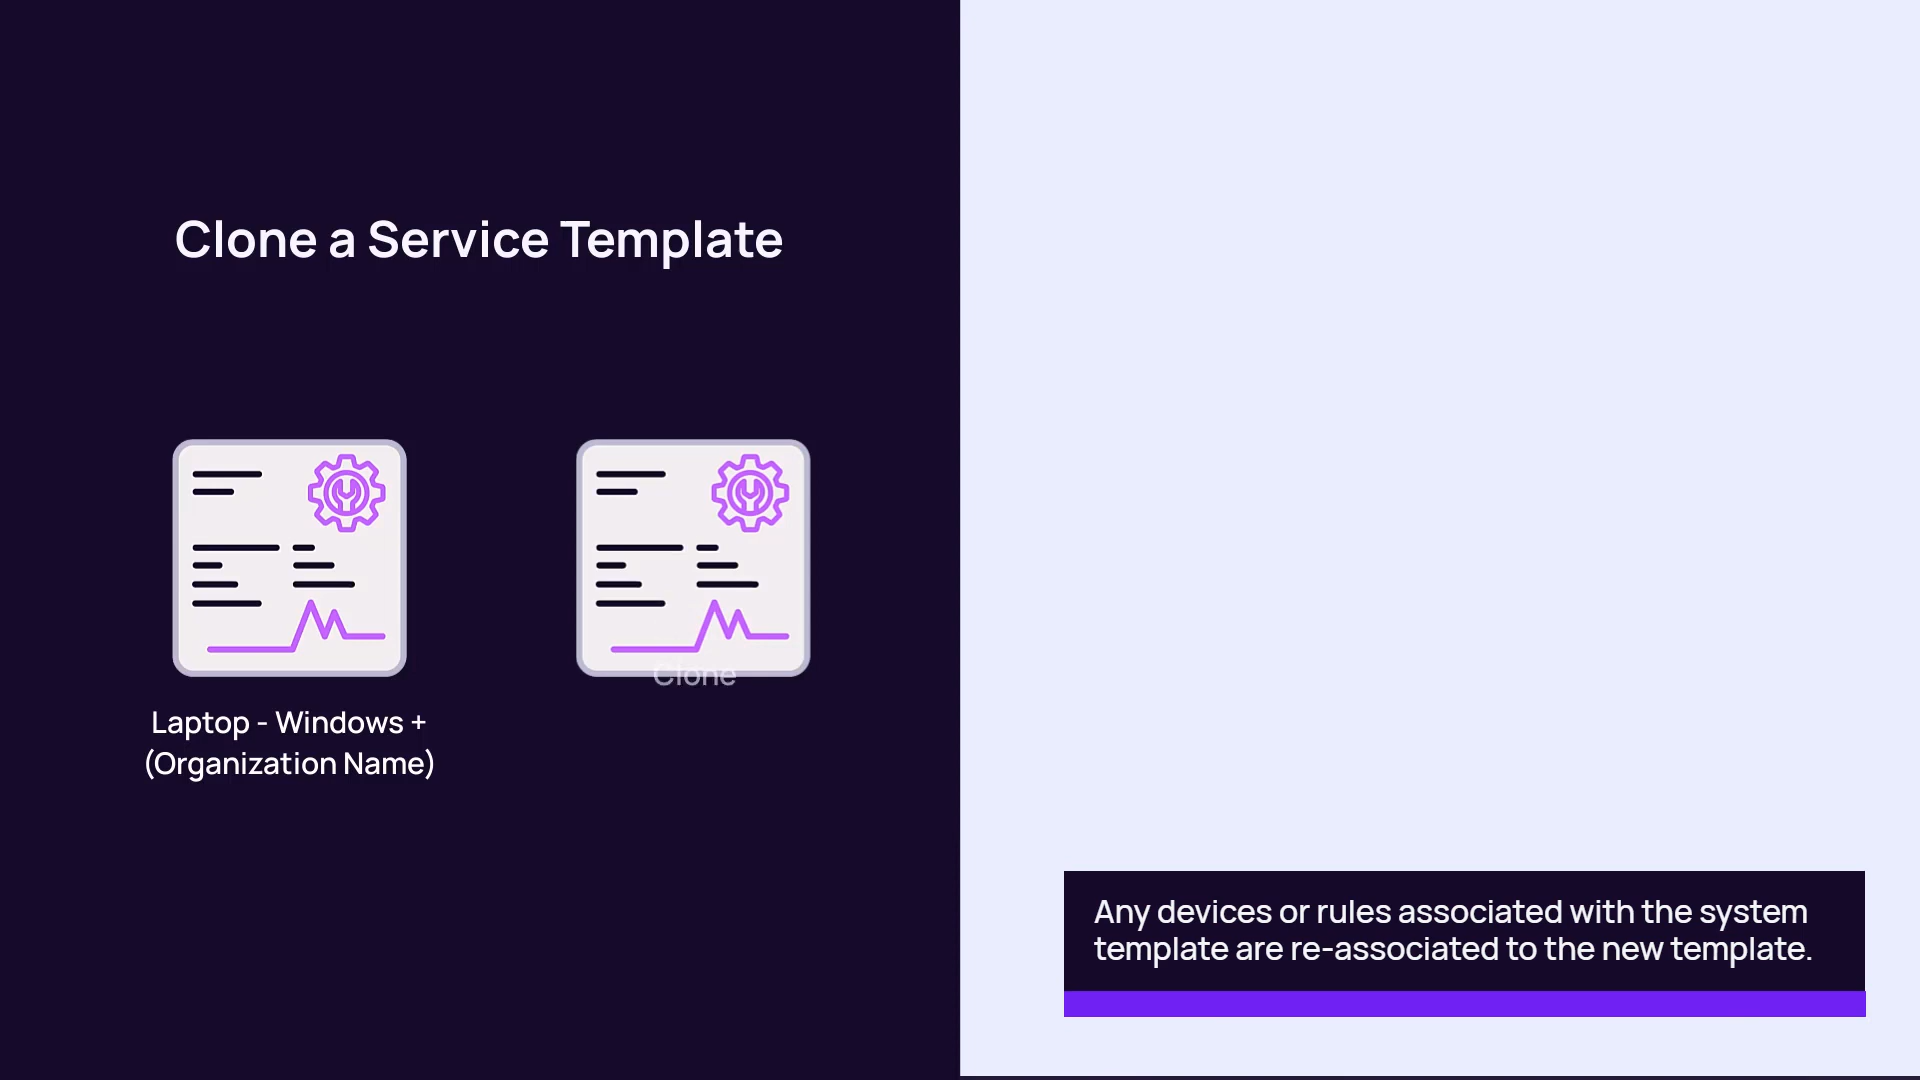 Clone a Service Template
Laptop - Windows +
(Organization Name)
Clone
Any devices or rules associated with the system
template are re-associated to the new template.